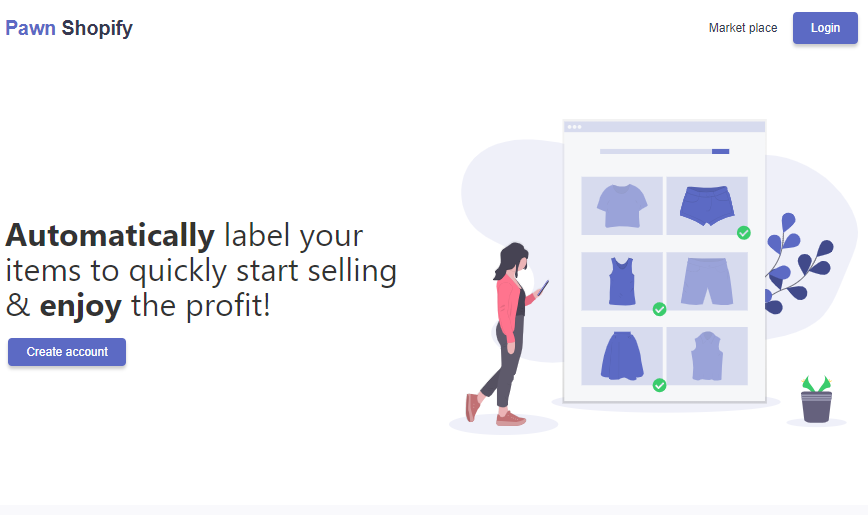 Pawn Shopify
Market place
Login
Automatically label your
items to quickly start selling
& enjoy the profit!
Create account